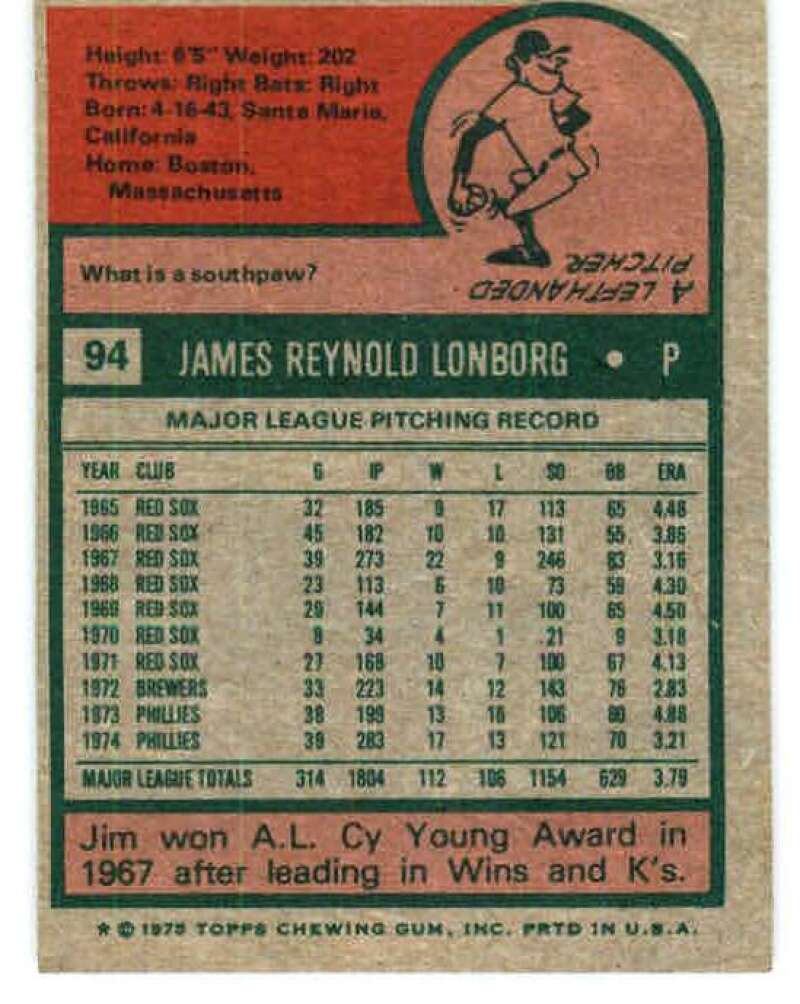 Height: 6'5" Weight: 202
Throws: Right Bats: Right
Born: 4-16-43, Santa Maria,
California
Home: Boston,
Massachusetts
What is a southpaw?
A LEFTHANDED
PITCHER
94 JAMES REYNOLD LONBORG • P
MAJOR LEAGUE PITCHING RECORD
YEAR CLUB G IP W L SO BB ERA
1965 RED SOX 32 185 9 17 113 65 4.48
1966 RED SOX 45 182 10 10 131 55 3.86
1967 RED SOX 39 273 22 9 246 83 3.16
1968 RED SOX 23 113 6 10 73 59 4.30
1969 RED SOX 29 144 7 11 100 65 4.50
1970 RED SOX 9 34 4 1 21 9 3.18
1971 RED SOX 27 168 10 7 100 67 4.13
1972 BREWERS 33 223 14 12 143 76 2.83
1973 PHILLIES 38 199 13 16 106 80 4.88
1974 PHILLIES 39 283 17 13 121 70 3.21
MAJOR LEAGUE TOTALS 314 1804 112 106 1154 629 3.79
Jim won A.L. Cy Young Award in
1967 after leading in Wins and K's.
* © 1975 TOPPS CHEWING GUM, INC. PRTD IN U.S.A.